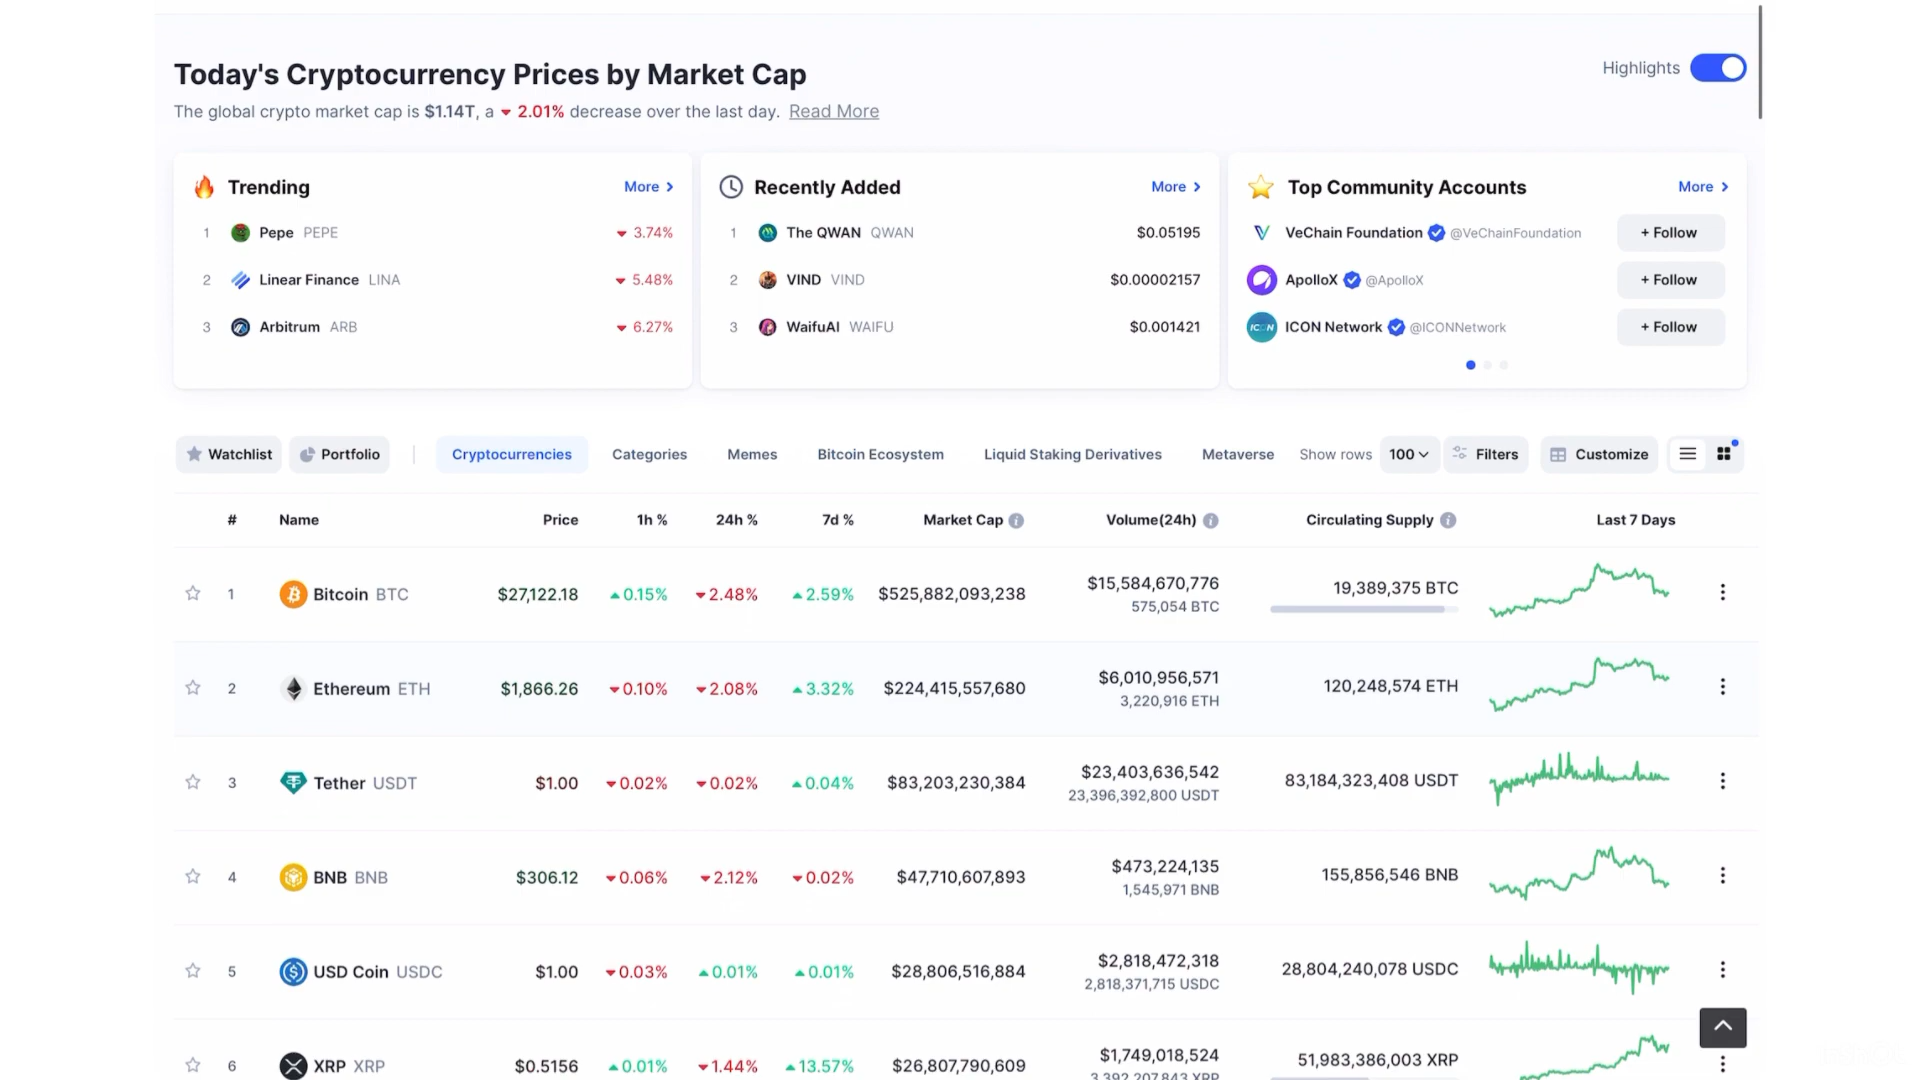 Today's Cryptocurrency Prices by Market Cap
Highlights
The global crypto market cap is $1.14T, a 2.01% decrease over the last day. Read More
Trending More
1 Pepe PEPE 3.74%
2 Linear Finance LINA 5.48%
3 Arbitrum ARB 6.27%
Recently Added More
1 The QWAN QWAN $0.05195
2 VIND VIND $0.00002157
3 WaifuAI WAIFU $0.001421
Top Community Accounts More
VeChain Foundation @VeChainFoundation + Follow
ApolloX @ApolloX + Follow
ICON Network @ICONNetwork + Follow
Watchlist Portfolio Cryptocurrencies Categories Memes Bitcoin Ecosystem Liquid Staking Derivatives Metaverse Show rows 100 Filters Customize
# Name Price 1h % 24h % 7d % Market Cap Volume(24h) Circulating Supply Last 7 Days
1 Bitcoin BTC $27,122.18 0.15% 2.48% 2.59% $525,882,093,238 $15,584,670,776 19,389,375 BTC
575,054 BTC
2 Ethereum ETH $1,866.26 0.10% 2.08% 3.32% $224,415,557,680 $6,010,956,571 120,248,574 ETH
3,220,916 ETH
3 Tether USDT $1.00 0.02% 0.02% 0.04% $83,203,230,384 $23,403,636,542 83,184,323,408 USDT
23,396,392,800 USDT
4 BNB BNB $306.12 0.06% 2.12% 0.02% $47,710,607,893 $473,224,135 155,856,546 BNB
1,545,971 BNB
5 USD Coin USDC $1.00 0.03% 0.01% 0.01% $28,806,516,884 $2,818,472,318 28,804,240,078 USDC
2,818,371,715 USDC
6 XRP XRP $0.5156 0.01% 1.44% 13.57% $26,807,790,609 $1,749,018,524 51,983,386,003 XRP
3,392,207,843 XRP